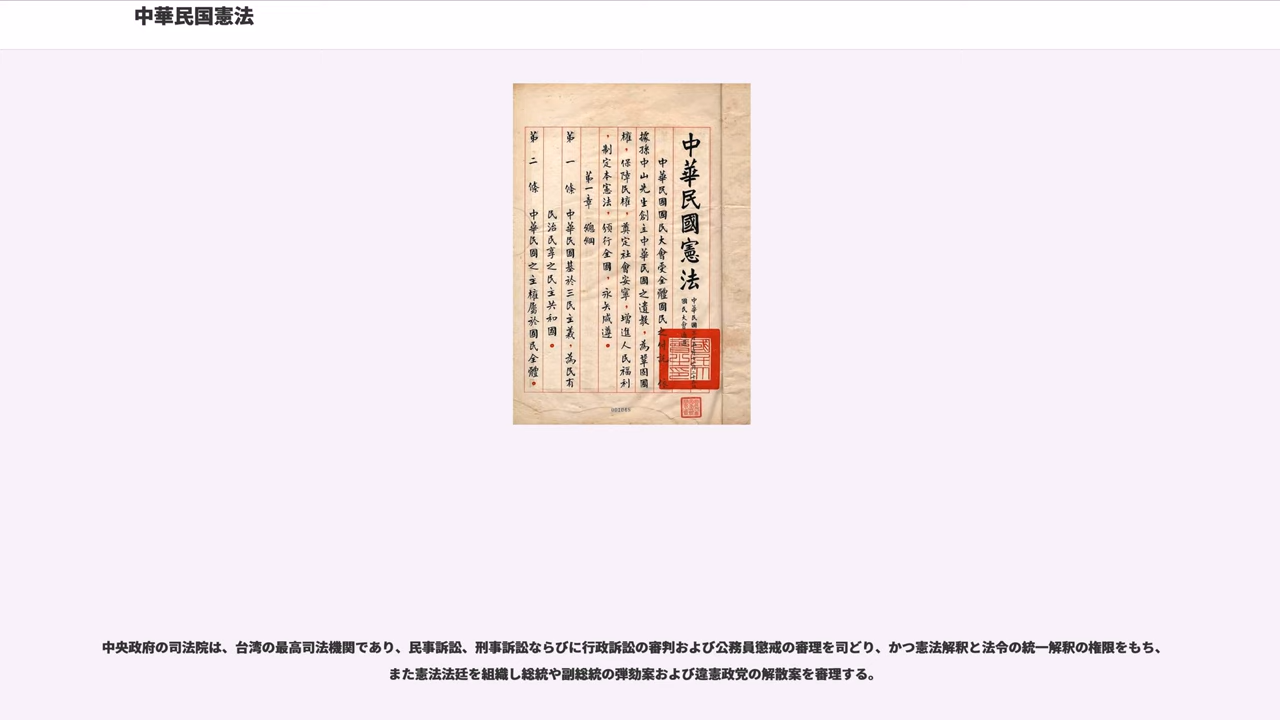 中華民国憲法
中華民國憲法
中華民國國民大會受全體國民之付託
據孫中山先生創立中華民國之遺教，為鞏固國
權，保障民權，奠定社會安寧，增進人民福利
，制定本憲法，頒行全國，永矢咸遵。
第一章 總綱
第一條 中華民國基於三民主義，為民有
民治民享之民主共和國。
第二條 中華民國之主權屬於國民全體。
中央政府の司法院は、台湾の最高司法機関であり、民事訴訟、刑事訴訟ならびに行政訴訟の審判および公務員懲戒の審理を司どり、かつ憲法解釈と法令の統一解釈の権限をもち、
また憲法法廷を組織し総統や副総統の弾劾案および違憲政党の解散案を審理する。